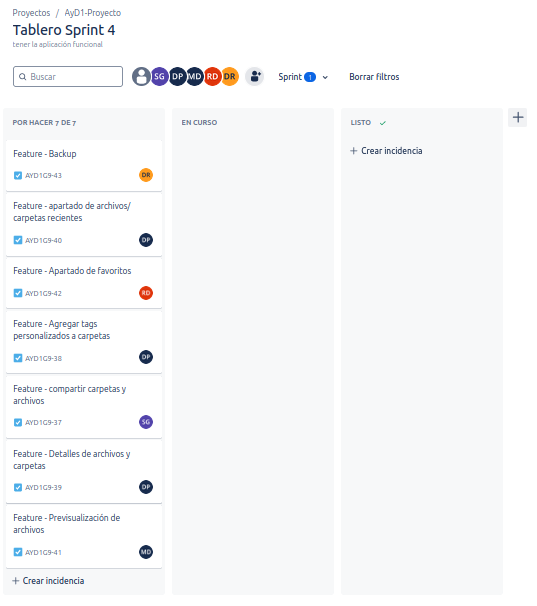 Proyectos / AyD1-Proyecto
Tablero Sprint 4
tener la aplicación funcional
Buscar
SG DP MD RD DR
Sprint 1
Borrar filtros
POR HACER 7 DE 7
EN CURSO
LISTO
Feature - Backup
AYD1G9-43
DR
Feature - apartado de archivos/
carpetas recientes
AYD1G9-40
DP
Feature - Apartado de favoritos
AYD1G9-42
RD
Feature - Agregar tags
personalizados a carpetas
AYD1G9-38
DP
Feature - compartir carpetas y
archivos
AYD1G9-37
SG
Feature - Detalles de archivos y
carpetas
AYD1G9-39
DP
Feature - Previsualización de
archivos
AYD1G9-41
MD
+ Crear incidencia
+ Crear incidencia